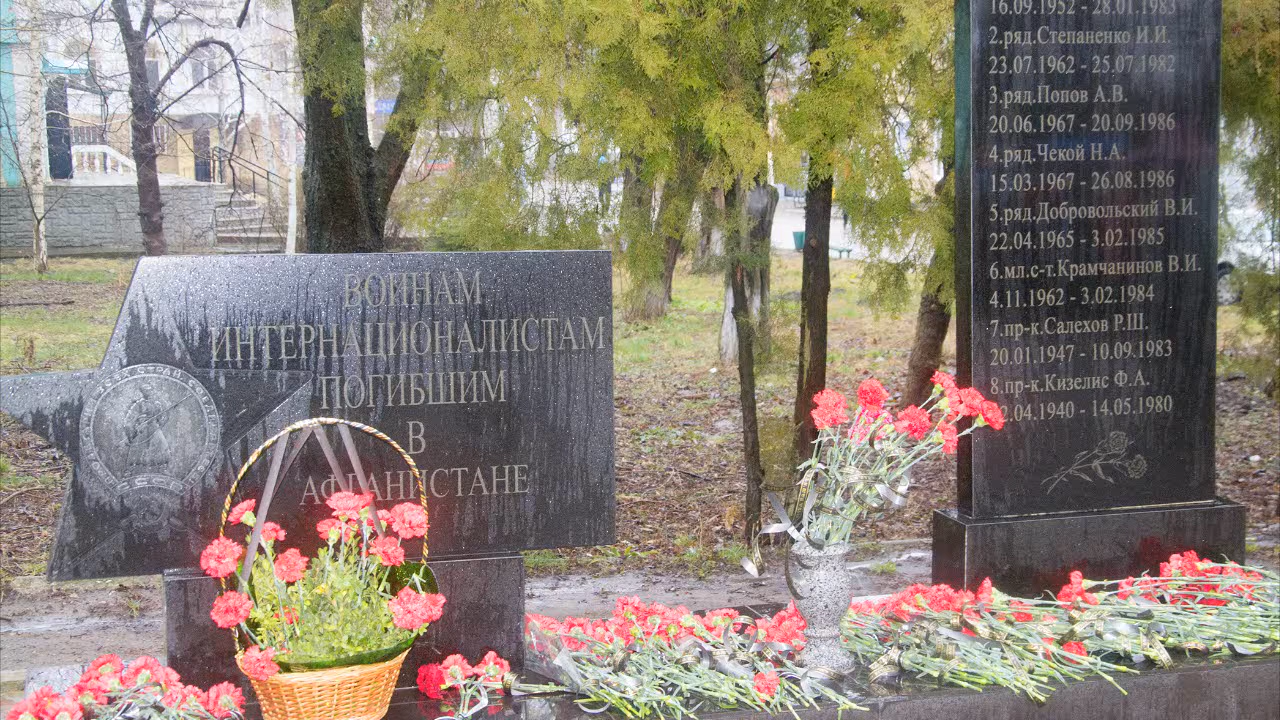 ВОИНАМ
ИНТЕРНАЦИОНАЛИСТАМ
ПОГИБШИМ
В
АФГАНИСТАНЕ
16.09.1952 - 28.01.1983
2.ряд.Степаненко И.И.
23.07.1962 - 25.07.1982
3.ряд.Попов А.В.
20.06.1967 - 20.09.1986
4.ряд.Чекой Н.А.
15.03.1967 - 26.08.1986
5.ряд.Добровольский В.И.
22.04.1965 - 3.02.1985
6.мл.с-т.Крамчанинов В.И.
4.11.1962 - 3.02.1984
7.пр-к.Салехов Р.Ш.
20.01.1947 - 10.09.1983
8.пр-к.Кизелис Ф.А.
2.04.1940 - 14.05.1980